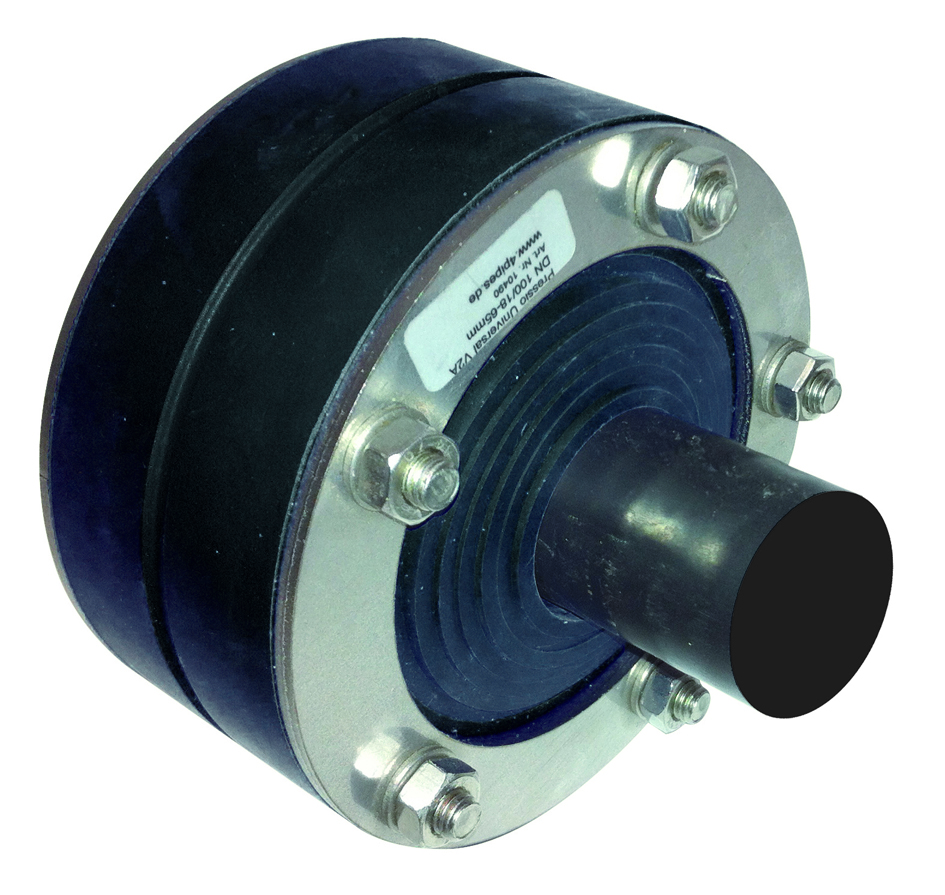 Pressio Universal V2A
DN 100/18-65mm
Art. Nr. 10490
www.4pipes.de